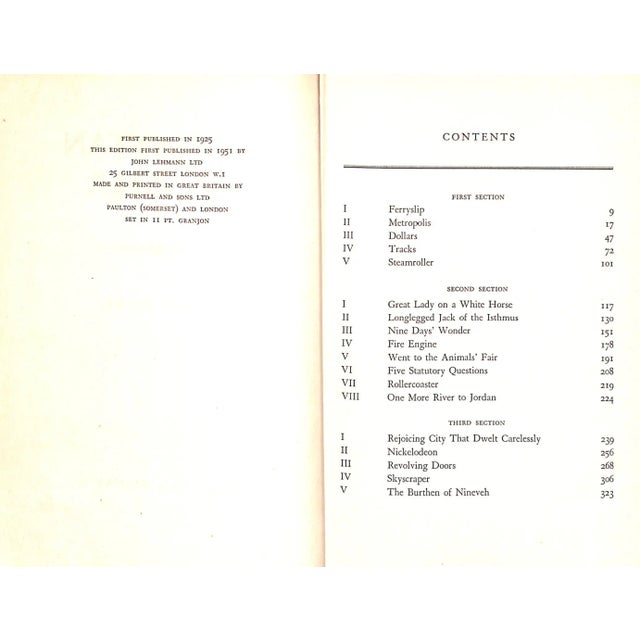 FIRST PUBLISHED IN 1925
THIS EDITION FIRST PUBLISHED IN 1951 BY
JOHN LEHMANN LTD
25 GILBERT STREET LONDON W.I
MADE AND PRINTED IN GREAT BRITAIN BY
PURNELL AND SONS LTD
PAULTON (SOMERSET) AND LONDON
SET IN 11 PT. GRANJON
CONTENTS
FIRST SECTION
I Ferryslip 9
II Metropolis 17
III Dollars 47
IV Tracks 72
V Steamroller 101
SECOND SECTION
I Great Lady on a White Horse 117
II Longlegged Jack of the Isthmus 130
III Nine Days' Wonder 151
IV Fire Engine 178
V Went to the Animals' Fair 191
VI Five Statutory Questions 208
VII Rollercoaster 219
VIII One More River to Jordan 224
THIRD SECTION
I Rejoicing City That Dwelt Carelessly 239
II Nickelodeon 256
III Revolving Doors 268
IV Skyscraper 306
V The Burthen of Nineveh 323